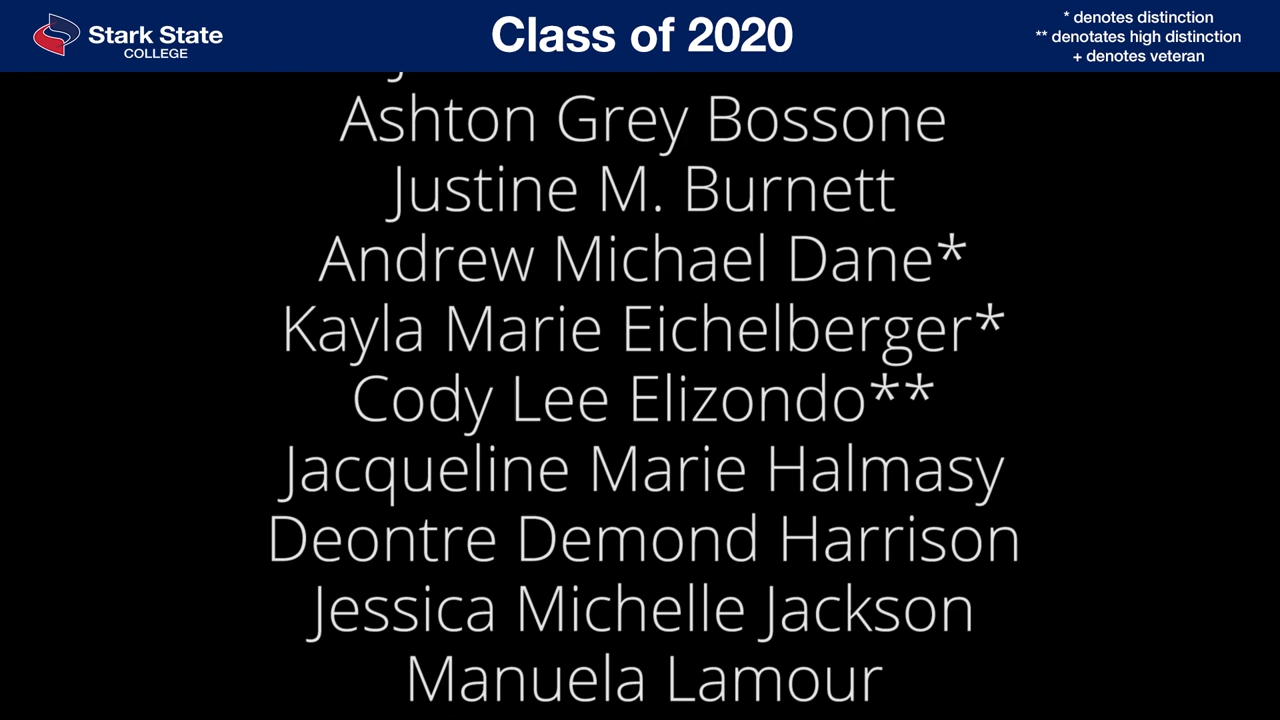 Stark State
COLLEGE
Class of 2020
* denotes distinction
** denotates high distinction
+ denotes veteran
Ashton Grey Bossone
Justine M. Burnett
Andrew Michael Dane*
Kayla Marie Eichelberger*
Cody Lee Elizondo**
Jacqueline Marie Halmasy
Deontre Demond Harrison
Jessica Michelle Jackson
Manuela Lamour